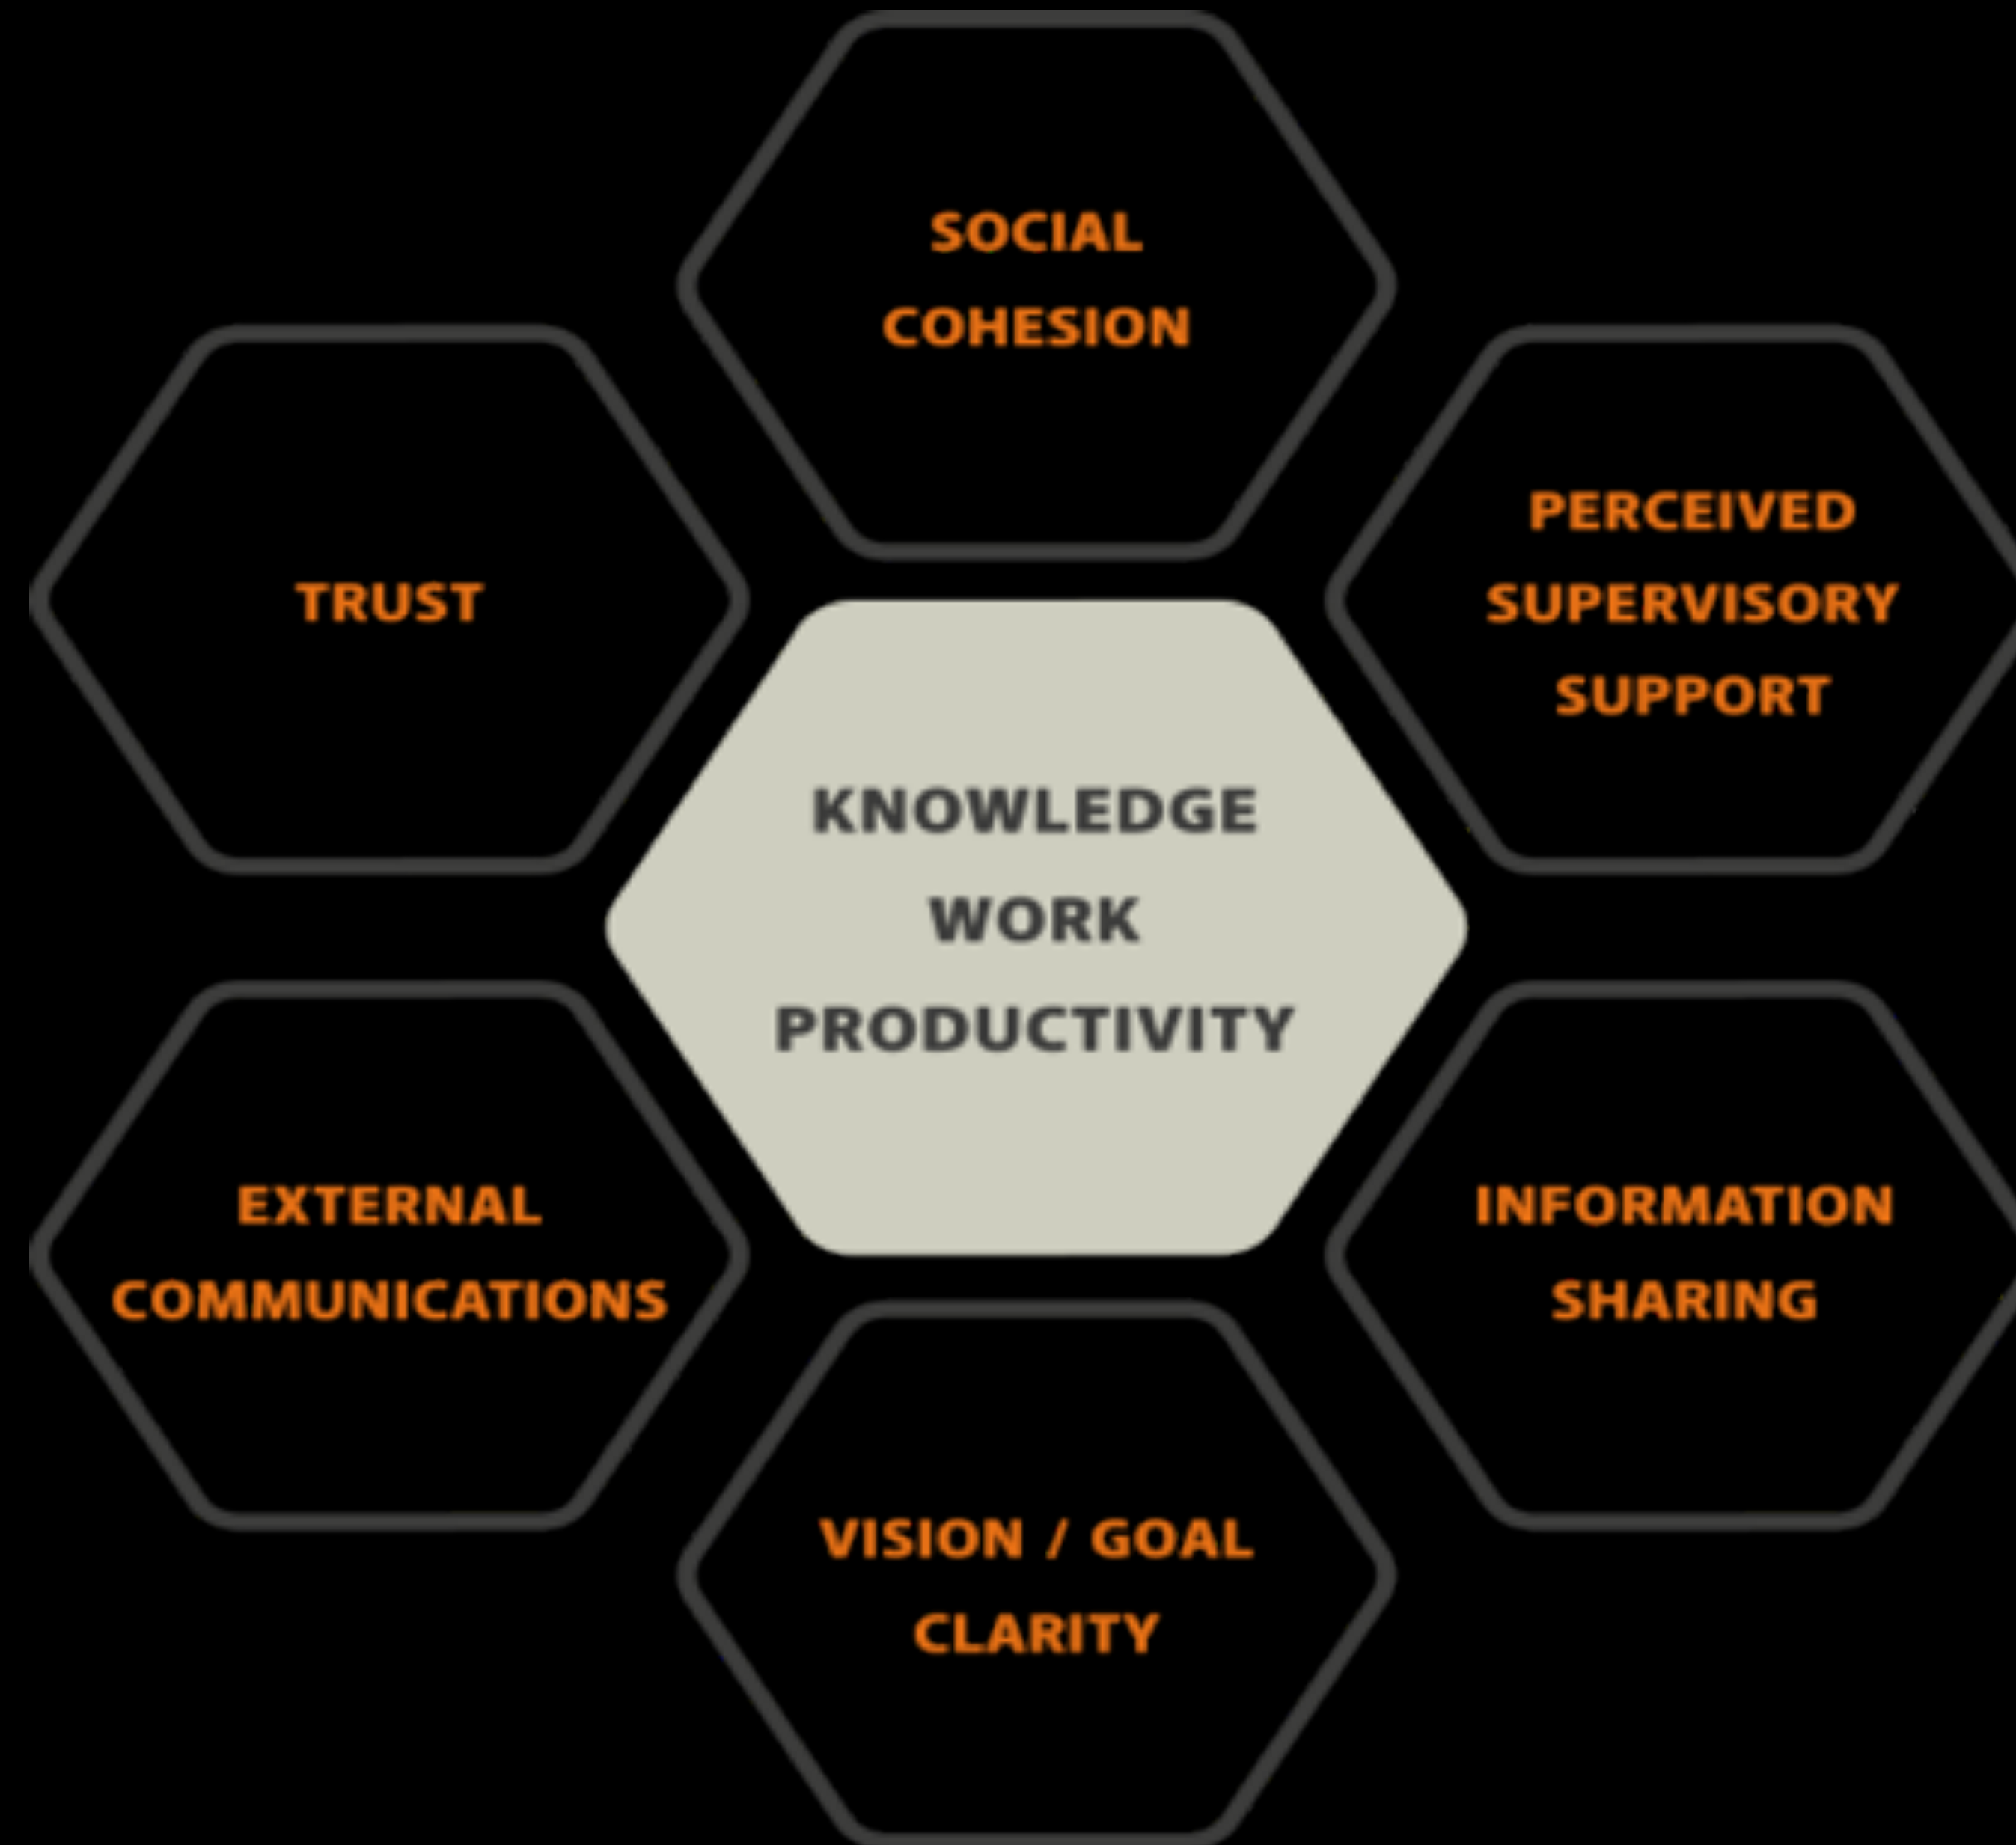 SOCIAL
COHESION
TRUST
PERCEIVED
SUPERVISORY
SUPPORT
KNOWLEDGE
WORK
PRODUCTIVITY
EXTERNAL
COMMUNICATIONS
INFORMATION
SHARING
VISION / GOAL
CLARITY